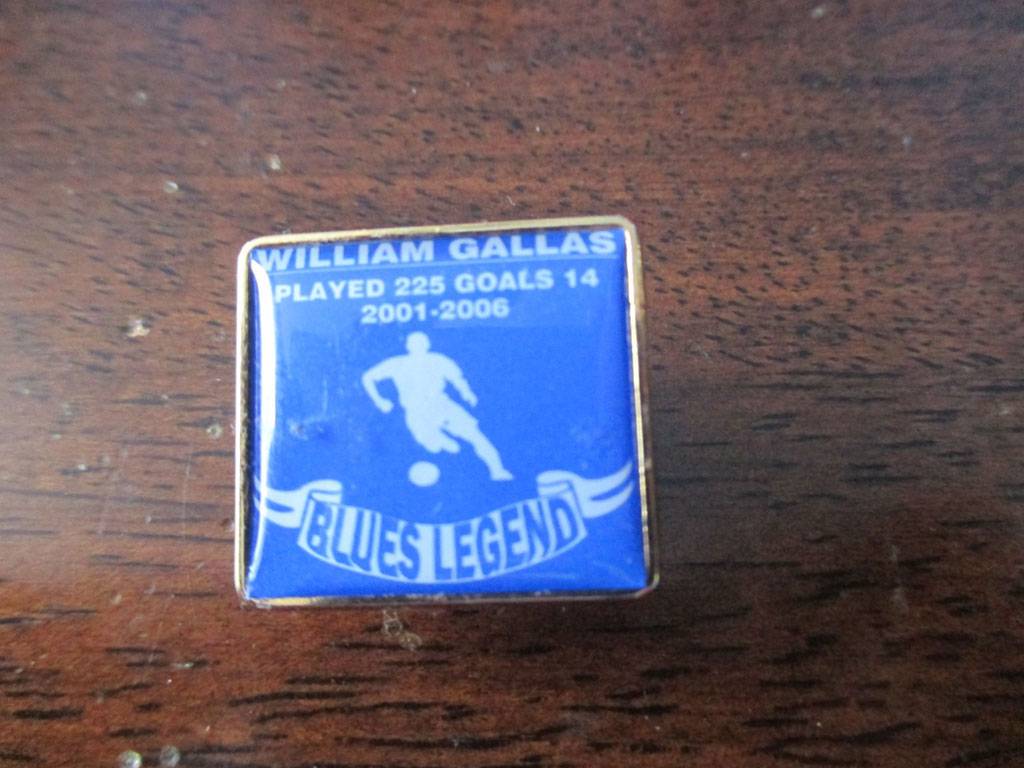 WILLIAM GALLAS
PLAYED 225 GOALS 14
2001-2006
BLUES LEGEND